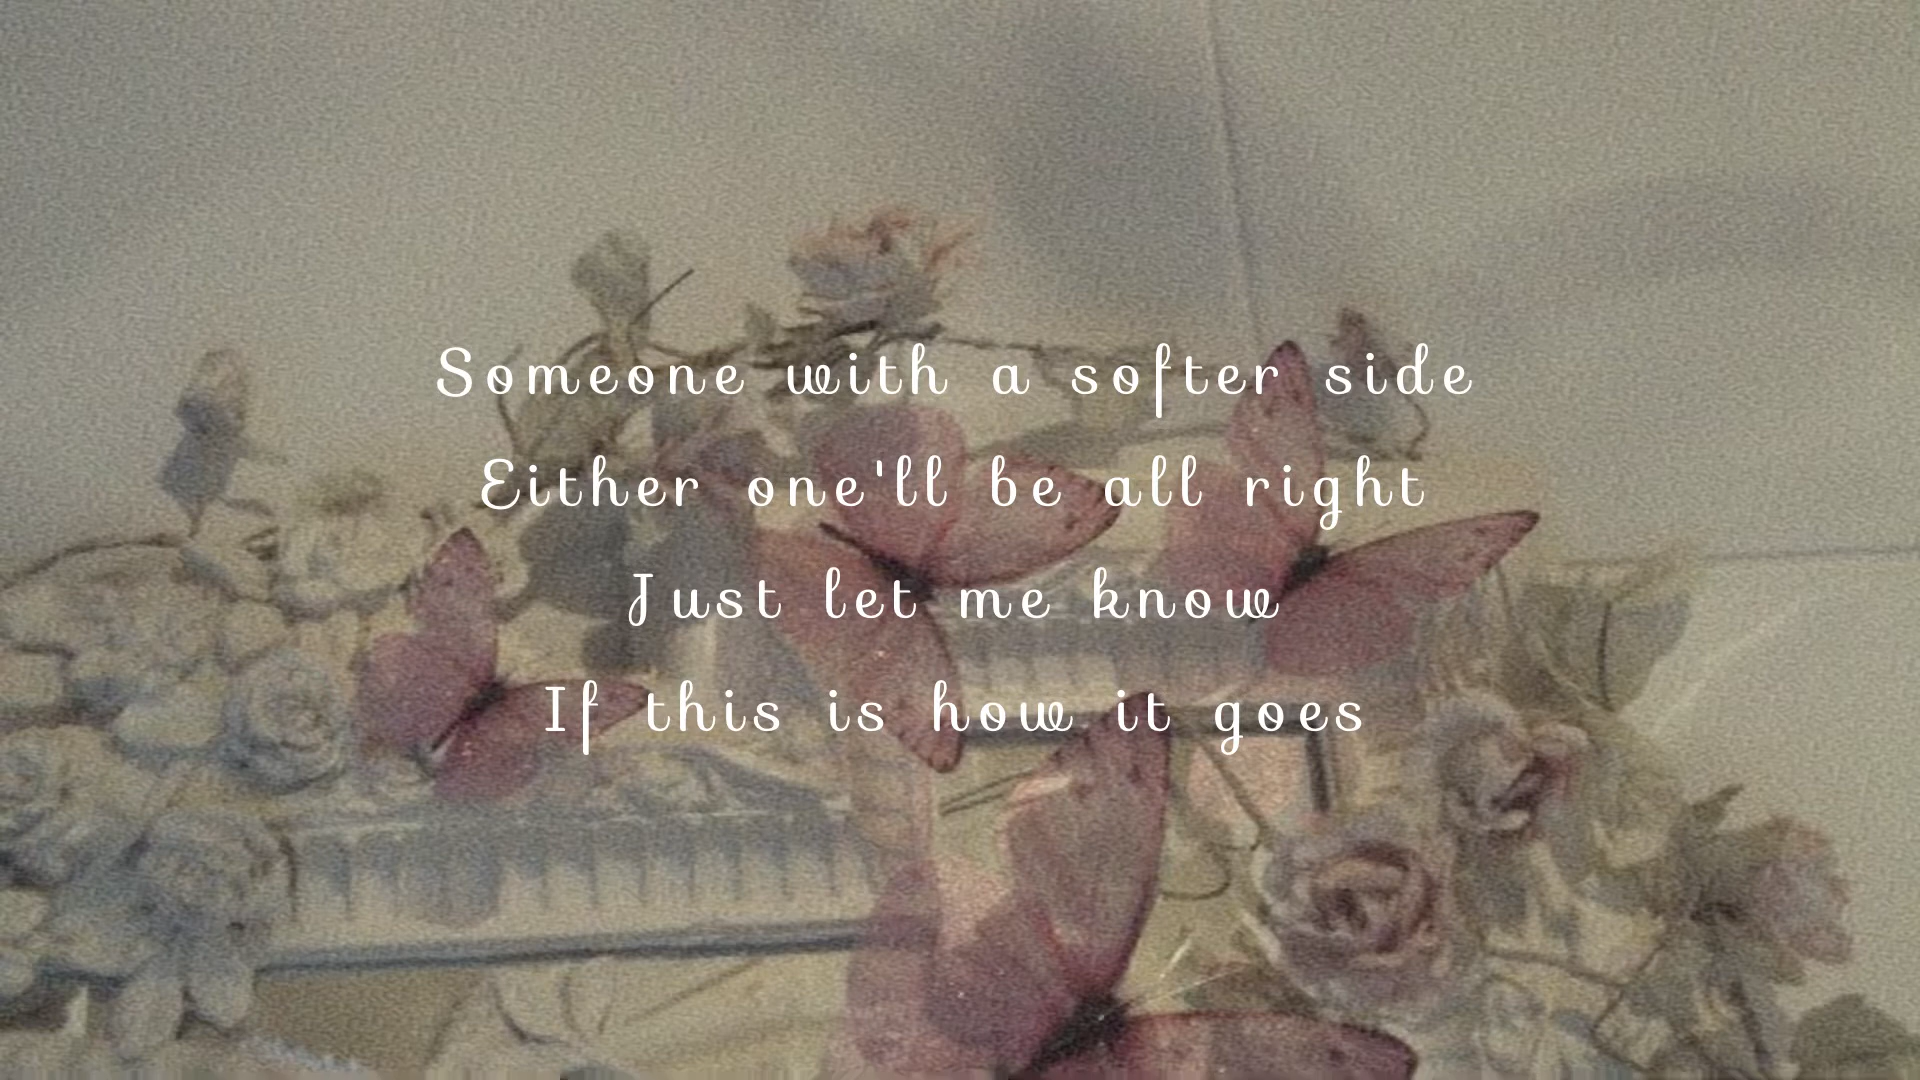 Someone with a softer side
Either one'll be all right
Just let me know
If this is how it goes